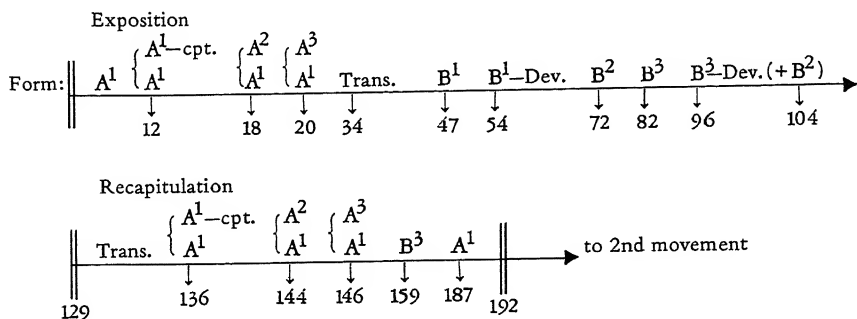 Exposition
A¹–cpt. A² A³
Form: A¹ A¹ A¹ A¹ Trans. B¹ B¹–Dev. B² B³ B³–Dev. (+ B²)
12 18 20 34 47 54 72 82 96 104
Recapitulation
A¹–cpt. A² A³
Trans. A¹ A¹ A¹ B³ A¹ to 2nd movement
129 136 144 146 159 187 192